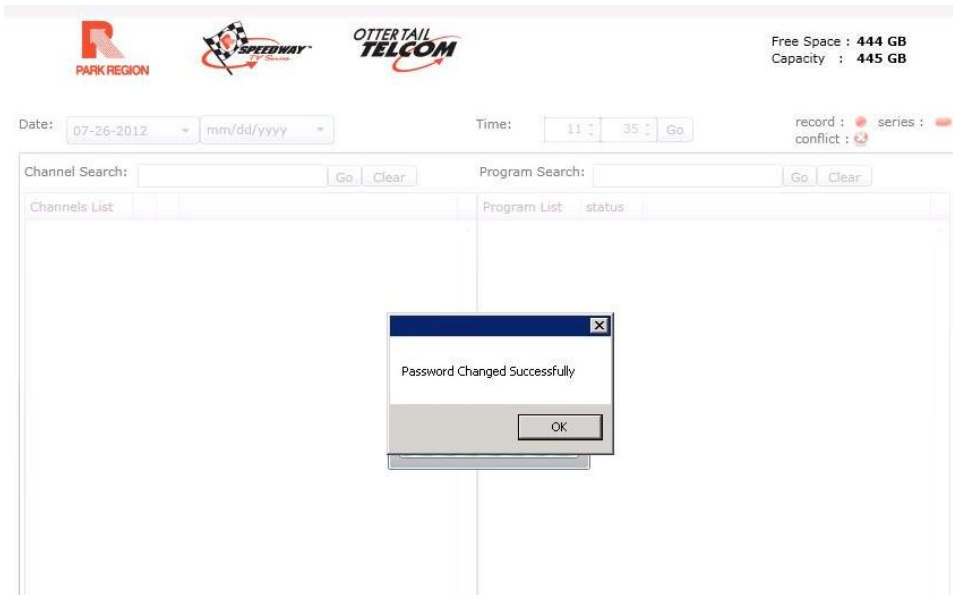 PARK REGION
SPEEDWAY™
TV Series
OTTER TAIL
TELCOM
Free Space : 444 GB
Capacity : 445 GB
Date: 07-26-2012 mm/dd/yyyy Time: 11 35 Go record : series :
conflict :
Channel Search: Go Clear Program Search: Go Clear
Channels List Program List status
Password Changed Successfully
OK